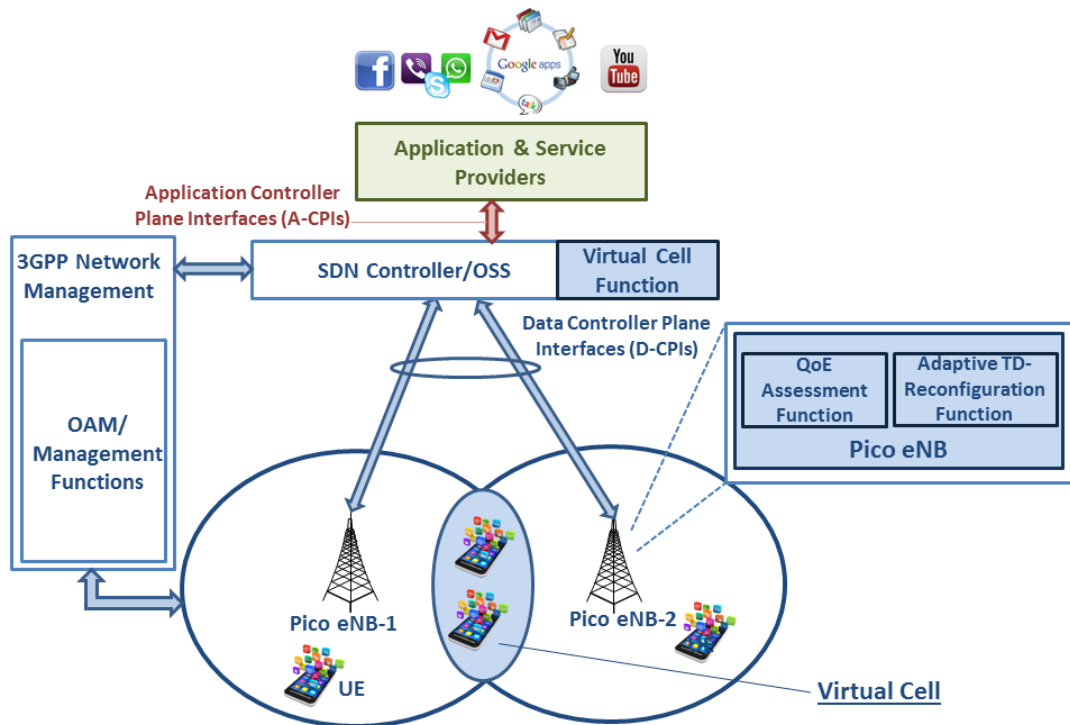 Google apps
talk
You
Tube
Application & Service
Providers
Application Controller
Plane Interfaces (A-CPIs)
3GPP Network
Management
SDN Controller/OSS
Virtual Cell
Function
Data Controller Plane
Interfaces (D-CPIs)
QoE
Assessment
Function
Adaptive TD-
Reconfiguration
Function
Pico eNB
OAM/
Management
Functions
Pico eNB-1
Pico eNB-2
UE
Virtual Cell